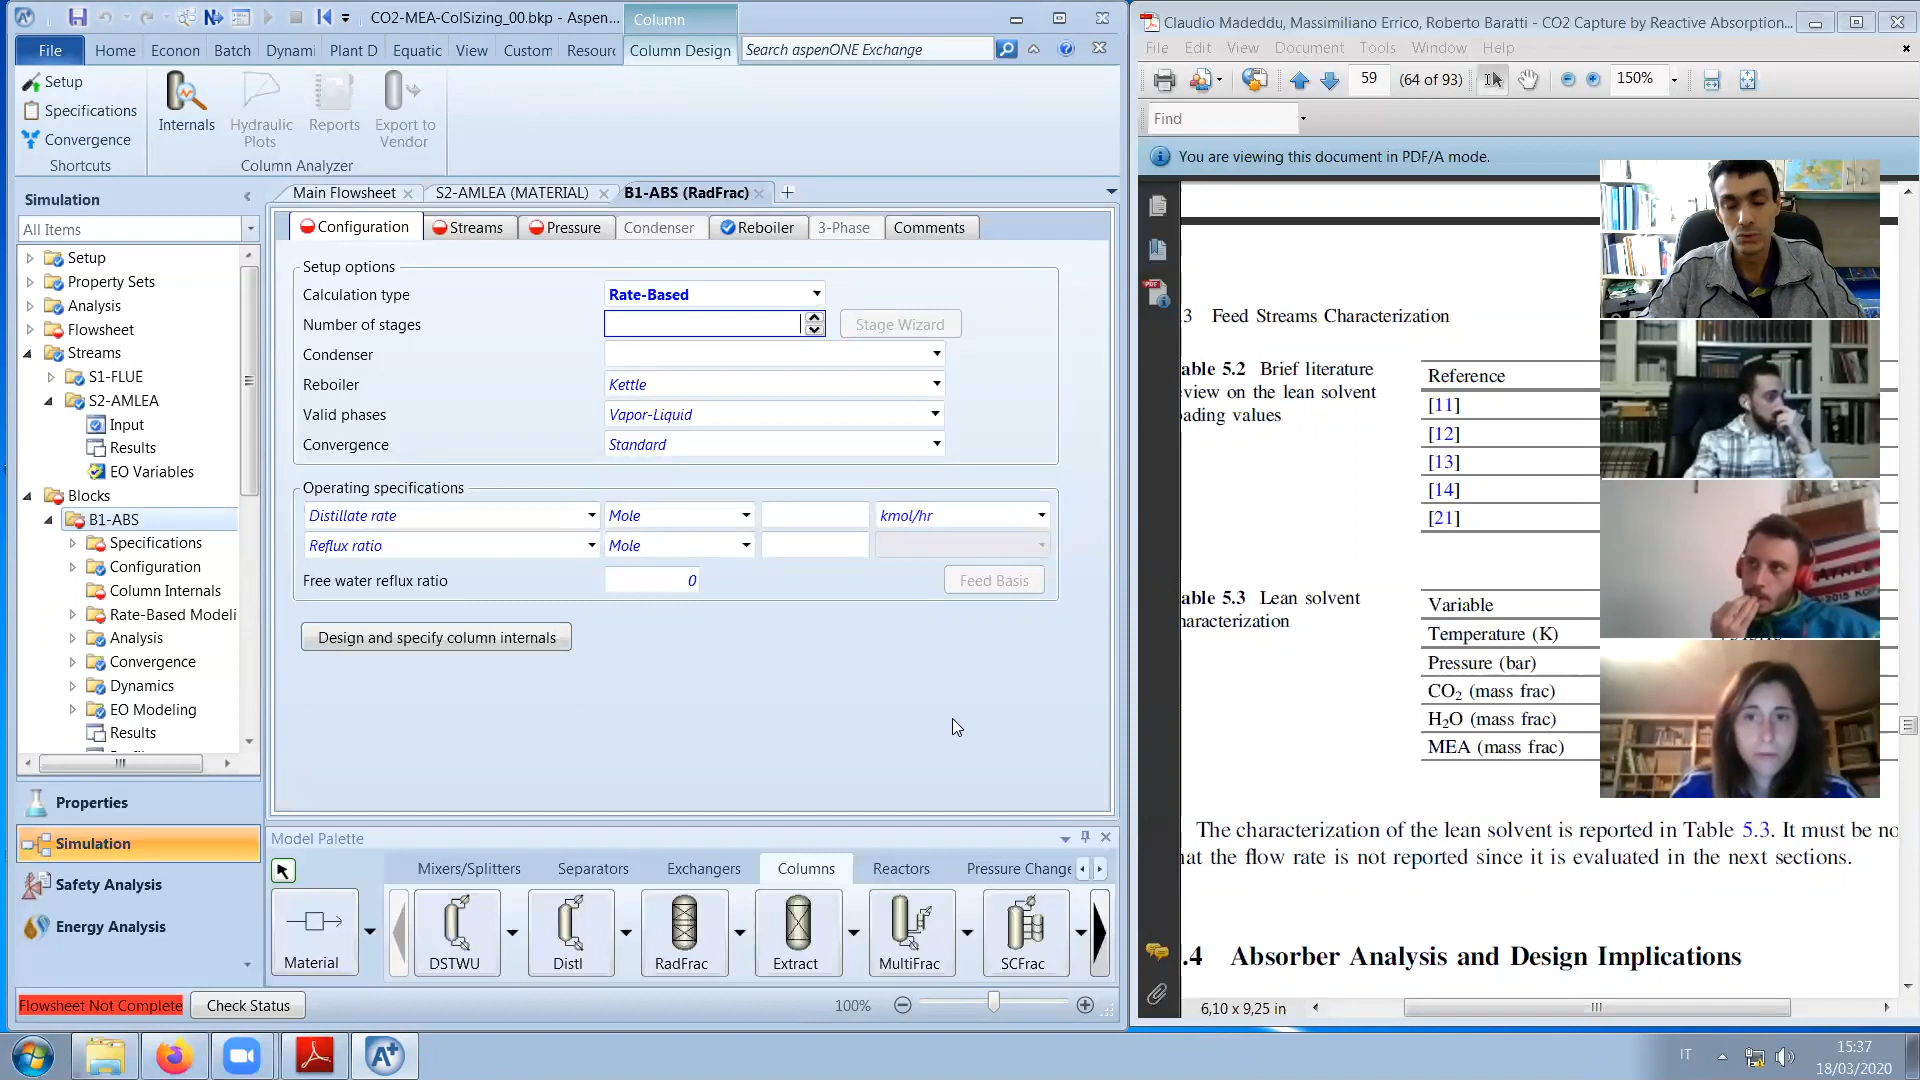 CO2-MEA-ColSizing_00.bkp - Aspen...
Column
File
Home
Econon
Batch
Dynami
Plant D
Equatic
View
Custom
Resourc
Column Design
Search aspenONE Exchange
Setup
Specifications
Convergence
Shortcuts
Internals
Hydraulic
Plots
Reports
Export to
Vendor
Column Analyzer
Simulation
All Items
Setup
Property Sets
Analysis
Flowsheet
Streams
S1-FLUE
S2-AMLEA
Input
Results
EO Variables
Blocks
B1-ABS
Specifications
Configuration
Column Internals
Rate-Based Modeli
Analysis
Convergence
Dynamics
EO Modeling
Results
Properties
Simulation
Safety Analysis
Energy Analysis
Main Flowsheet
S2-AMLEA (MATERIAL)
B1-ABS (RadFrac)
Configuration
Streams
Pressure
Condenser
Reboiler
3-Phase
Comments
Setup options
Calculation type
Rate-Based
Number of stages
Stage Wizard
Condenser
Reboiler
Kettle
Valid phases
Vapor-Liquid
Convergence
Standard
Operating specifications
Distillate rate
Mole
kmol/hr
Reflux ratio
Mole
Free water reflux ratio
0
Feed Basis
Design and specify column internals
Model Palette
Mixers/Splitters
Separators
Exchangers
Columns
Reactors
Pressure Change
Material
DSTWU
Distl
RadFrac
Extract
MultiFrac
SCFrac
Flowsheet Not Complete
Check Status
100%
Claudio Madeddu, Massimiliano Errico, Roberto Baratti - CO2 Capture by Reactive Absorption...
File Edit View Document Tools Window Help
59
(64 of 93)
150%
Find
You are viewing this document in PDF/A mode.
.3 Feed Streams Characterization
able 5.2 Brief literature
view on the lean solvent
ading values
Reference
[11]
[12]
[13]
[14]
[21]
able 5.3 Lean solvent
aracterization
Variable
Temperature (K)
Pressure (bar)
CO2 (mass frac)
H2O (mass frac)
MEA (mass frac)
The characterization of the lean solvent is reported in Table 5.3. It must be no
at the flow rate is not reported since it is evaluated in the next sections.
.4 Absorber Analysis and Design Implications
6,10 x 9,25 in
IT
15:37
18/03/2020